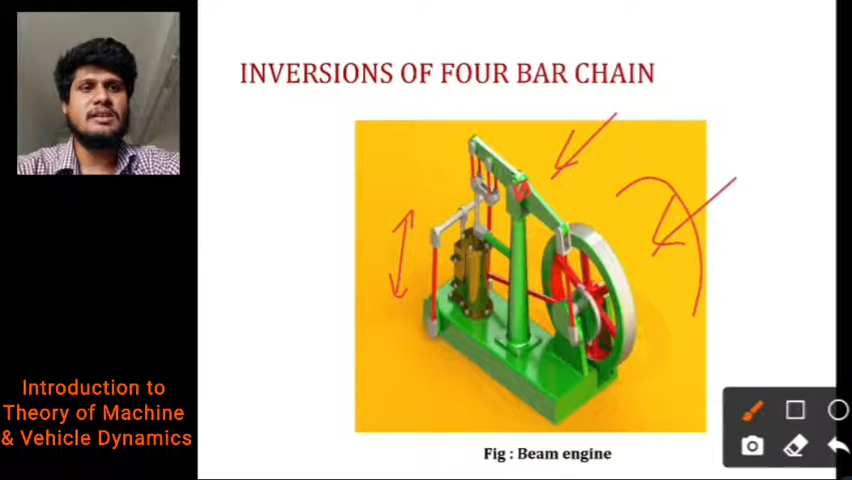 INVERSIONS OF FOUR BAR CHAIN
Introduction to
Theory of Machine
& Vehicle Dynamics
Fig : Beam engine